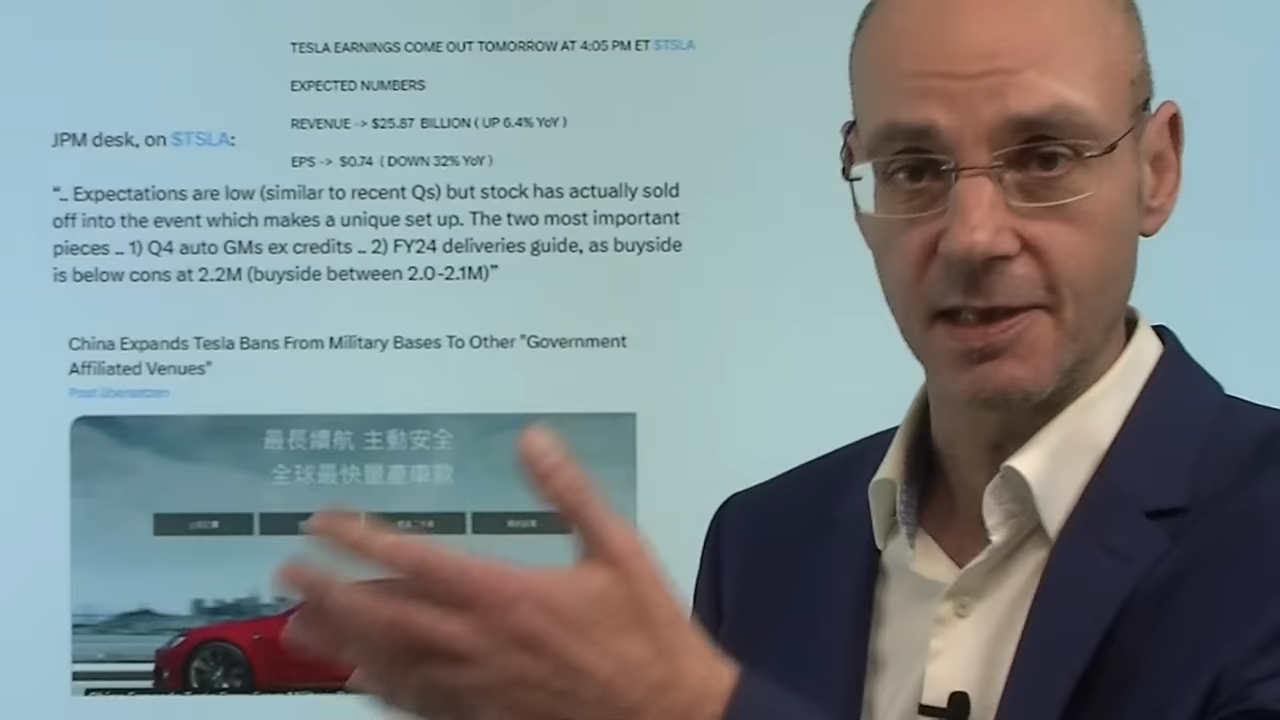 TESLA EARNINGS COME OUT TOMORROW AT 4:05 PM ET $TSLA
EXPECTED NUMBERS
REVENUE -> $25.87 BILLION ( UP 6.4% YoY )
EPS -> $0.74 ( DOWN 32% YoY )
JPM desk, on $TSLA:
“.. Expectations are low (similar to recent Qs) but stock has actually sold
off into the event which makes a unique set up. The two most important
pieces .. 1) Q4 auto GMs ex credits .. 2) FY24 deliveries guide, as buyside
is below cons at 2.2M (buyside between 2.0-2.1M)”
China Expands Tesla Bans From Military Bases To Other "Government
Affiliated Venues"
Post übersetzen
最長續航 主動安全
全球最快量產車款